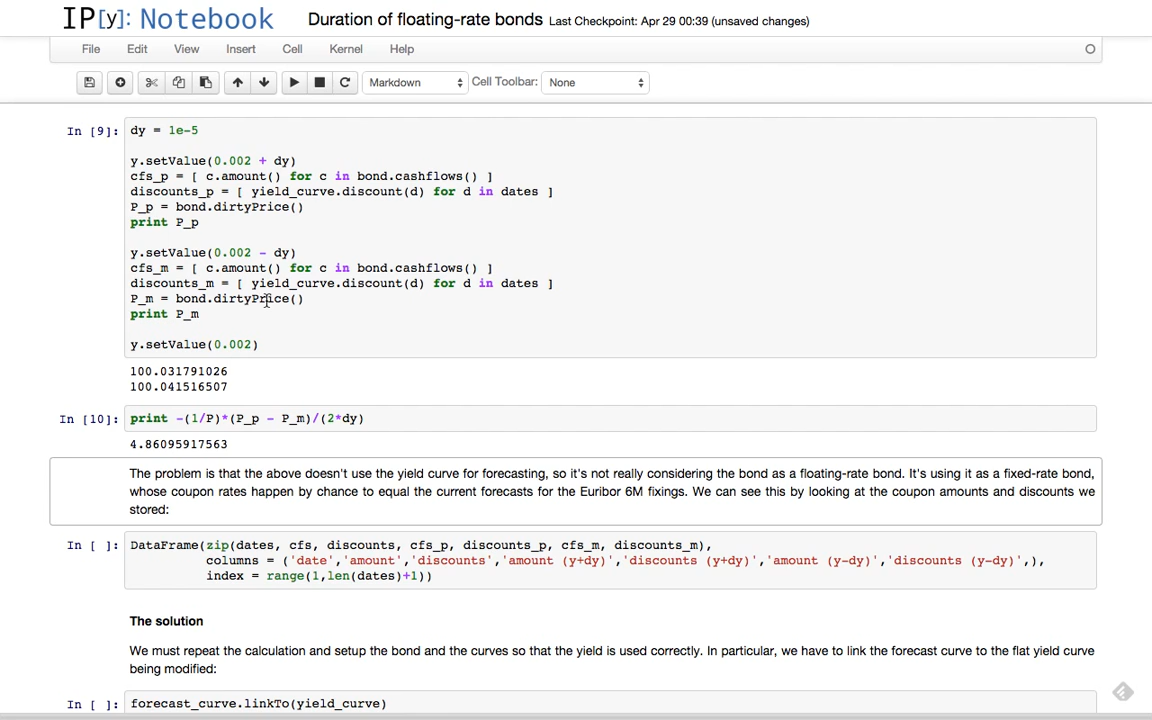 IP[y]: Notebook Duration of floating-rate bonds Last Checkpoint: Apr 29 00:39 (unsaved changes)
File Edit View Insert Cell Kernel Help
Markdown Cell Toolbar: None
In [9]: dy = 1e-5
y.setValue(0.002 + dy)
cfs_p = [ c.amount() for c in bond.cashflows() ]
discounts_p = [ yield_curve.discount(d) for d in dates ]
P_p = bond.dirtyPrice()
print P_p
y.setValue(0.002 - dy)
cfs_m = [ c.amount() for c in bond.cashflows() ]
discounts_m = [ yield_curve.discount(d) for d in dates ]
P_m = bond.dirtyPrice()
print P_m
y.setValue(0.002)
100.031791026
100.041516507
In [10]: print -(1/P)*(P_p - P_m)/(2*dy)
4.86095917563
The problem is that the above doesn't use the yield curve for forecasting, so it's not really considering the bond as a floating-rate bond. It's using it as a fixed-rate bond,
whose coupon rates happen by chance to equal the current forecasts for the Euribor 6M fixings. We can see this by looking at the coupon amounts and discounts we
stored:
In [ ]: DataFrame(zip(dates, cfs, discounts, cfs_p, discounts_p, cfs_m, discounts_m),
columns = ('date','amount','discounts','amount (y+dy)','discounts (y+dy)','amount (y-dy)','discounts (y-dy)',),
index = range(1,len(dates)+1))
The solution
We must repeat the calculation and setup the bond and the curves so that the yield is used correctly. In particular, we have to link the forecast curve to the flat yield curve
being modified:
In [ ]: forecast_curve.linkTo(yield_curve)